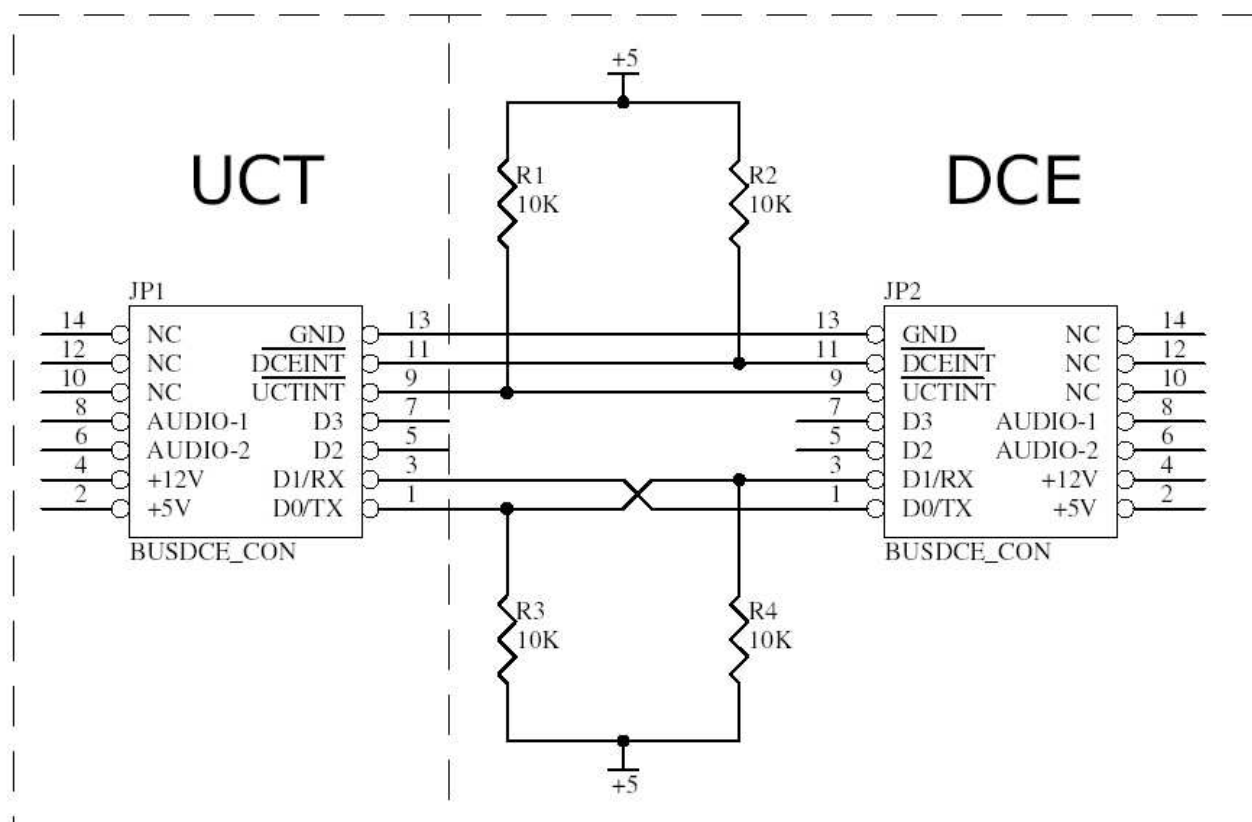 +5
UCT
DCE
R1
10K
R2
10K
JP1
14 NC GND 13
12 NC DCEINT 11
10 NC UCTINT 9
8 AUDIO-1 D3 7
6 AUDIO-2 D2 5
4 +12V D1/RX 3
2 +5V D0/TX 1
BUSDCE_CON
JP2
13 GND NC 14
11 DCEINT NC 12
9 UCTINT NC 10
7 D3 AUDIO-1 8
5 D2 AUDIO-2 6
3 D1/RX +12V 4
1 D0/TX +5V 2
BUSDCE_CON
R3
10K
R4
10K
+5